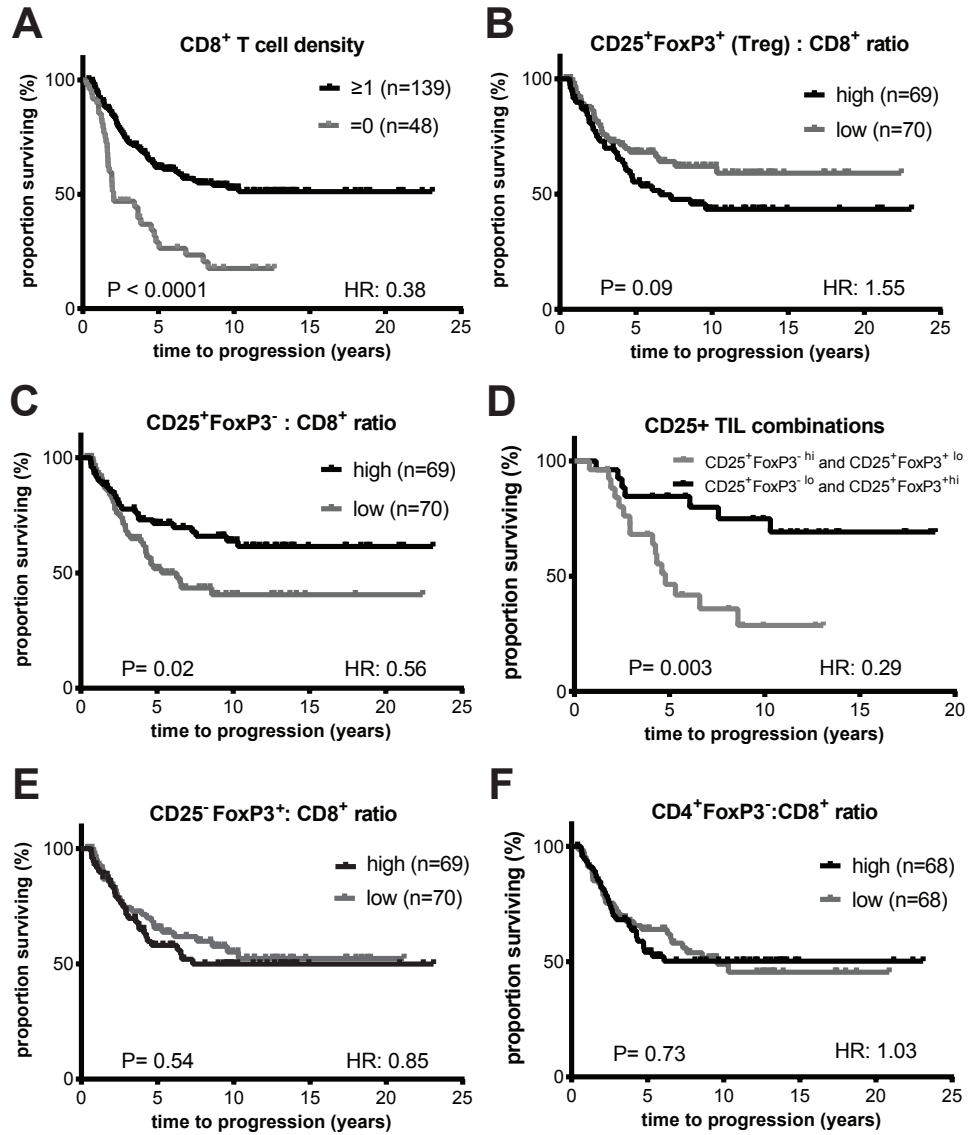 A
CD8⁺ T cell density
proportion surviving (%)
100
50
0
≥1 (n=139)
=0 (n=48)
P < 0.0001
HR: 0.38
0 5 10 15 20 25
time to progression (years)
B
CD25⁺FoxP3⁺ (Treg) : CD8⁺ ratio
proportion surviving (%)
100
50
0
high (n=69)
low (n=70)
P= 0.09
HR: 1.55
0 5 10 15 20 25
time to progression (years)
C
CD25⁺FoxP3⁻ : CD8⁺ ratio
proportion surviving (%)
100
50
0
high (n=69)
low (n=70)
P= 0.02
HR: 0.56
0 5 10 15 20 25
time to progression (years)
D
CD25+ TIL combinations
proportion surviving (%)
100
50
0
CD25⁺FoxP3⁻ ʰⁱ and CD25⁺FoxP3⁺ ˡᵒ
CD25⁺FoxP3⁻ ˡᵒ and CD25⁺FoxP3⁺ʰⁱ
P= 0.003
HR: 0.29
0 5 10 15 20
time to progression (years)
E
CD25⁻ FoxP3⁺: CD8⁺ ratio
proportion surviving (%)
100
50
0
high (n=69)
low (n=70)
P= 0.54
HR: 0.85
0 5 10 15 20 25
time to progression (years)
F
CD4⁺FoxP3⁻:CD8⁺ ratio
proportion surviving (%)
100
50
0
high (n=68)
low (n=68)
P= 0.73
HR: 1.03
0 5 10 15 20 25
time to progression (years)